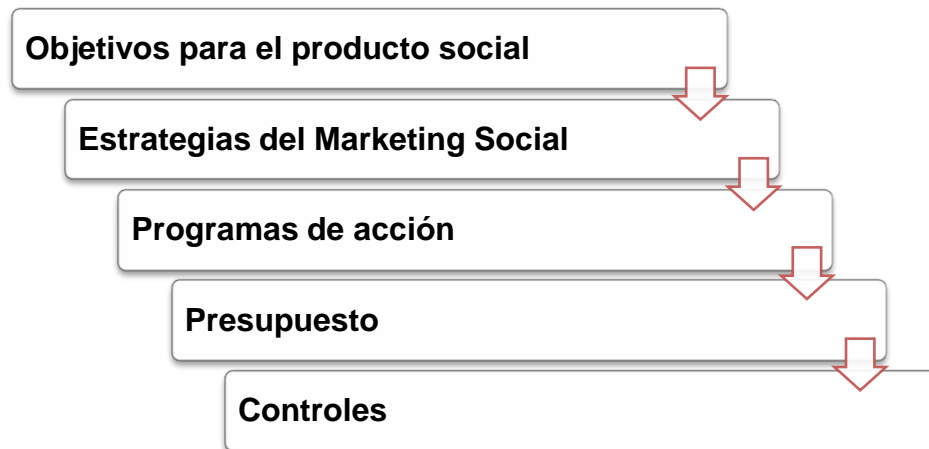 Objetivos para el producto social
Estrategias del Marketing Social
Programas de acción
Presupuesto
Controles